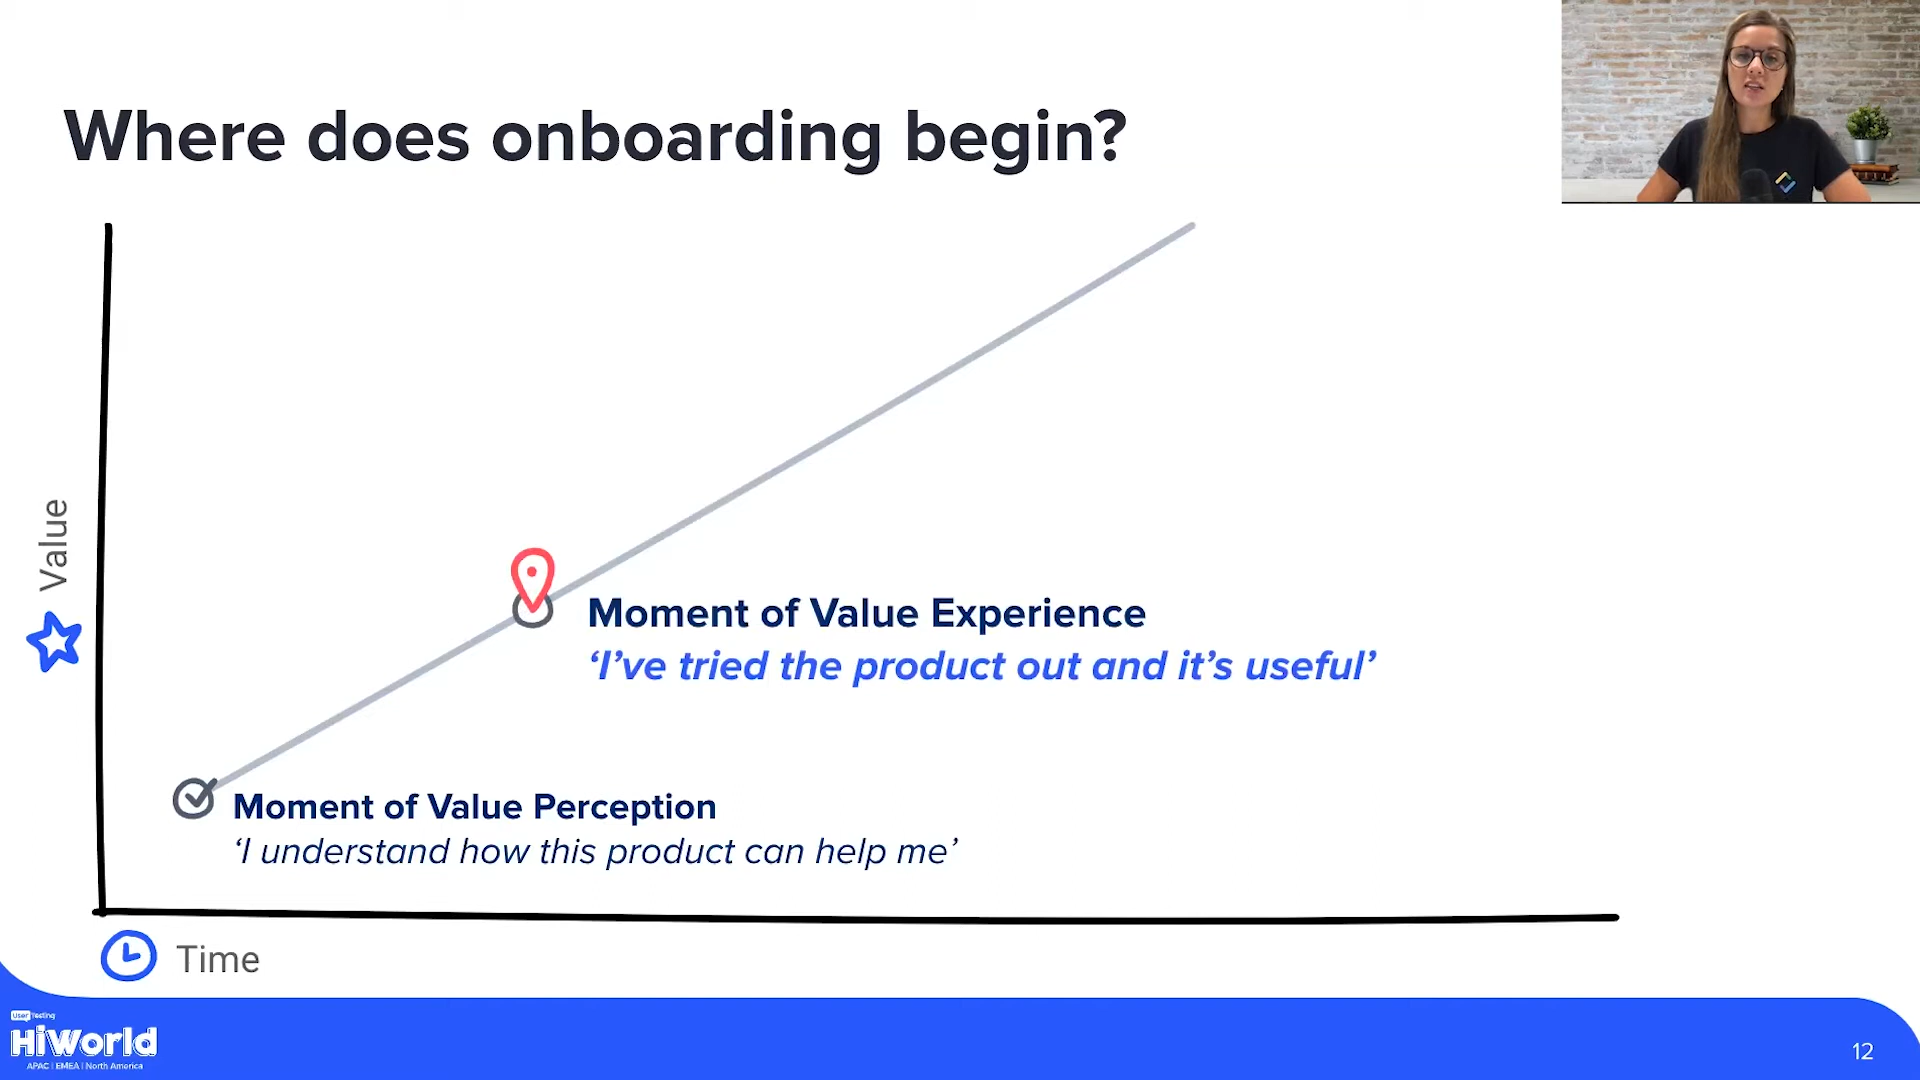 Where does onboarding begin?
Value
Moment of Value Experience
‘I’ve tried the product out and it’s useful’
Moment of Value Perception
‘I understand how this product can help me’
Time
UserTesting
HiWorld
APAC | EMEA | North America
12